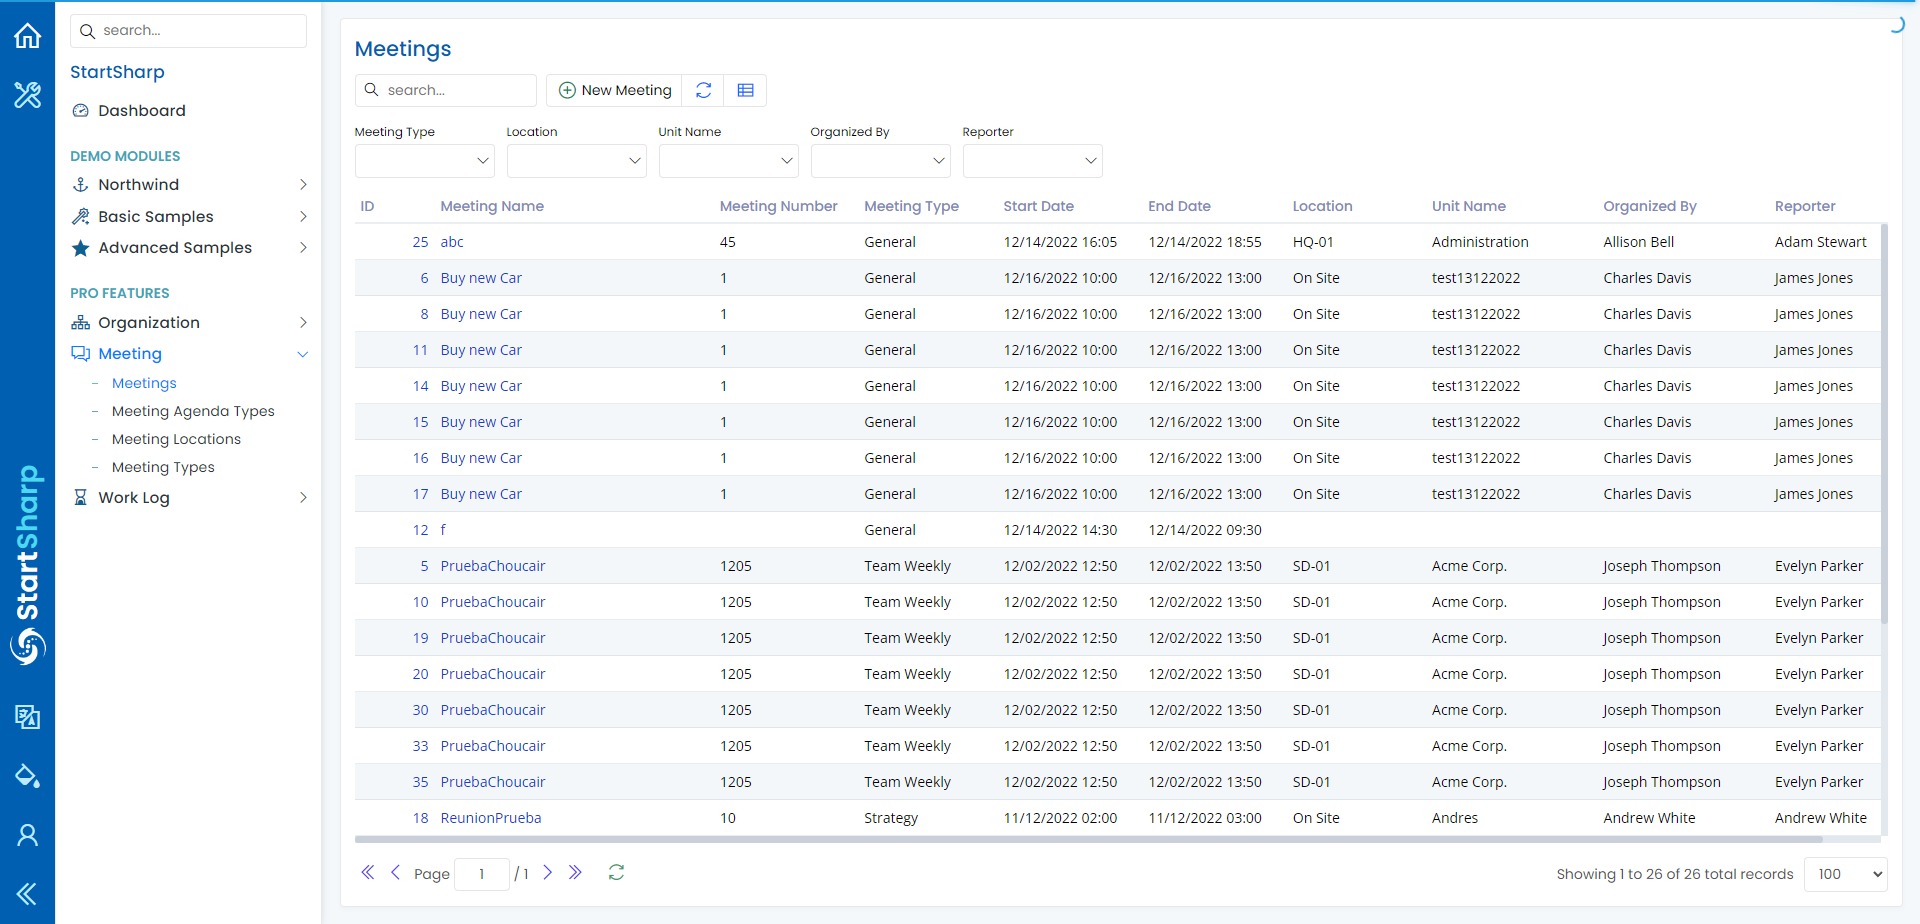 search...
StartSharp
Dashboard
DEMO MODULES
Northwind
Basic Samples
Advanced Samples
PRO FEATURES
Organization
Meeting
- Meetings
- Meeting Agenda Types
- Meeting Locations
- Meeting Types
Work Log
StartSharp
Meetings
search...
New Meeting
Meeting Type Location Unit Name Organized By Reporter
ID Meeting Name Meeting Number Meeting Type Start Date End Date Location Unit Name Organized By Reporter
25 abc 45 General 12/14/2022 16:05 12/14/2022 18:55 HQ-01 Administration Allison Bell Adam Stewart
6 Buy new Car 1 General 12/16/2022 10:00 12/16/2022 13:00 On Site test13122022 Charles Davis James Jones
8 Buy new Car 1 General 12/16/2022 10:00 12/16/2022 13:00 On Site test13122022 Charles Davis James Jones
11 Buy new Car 1 General 12/16/2022 10:00 12/16/2022 13:00 On Site test13122022 Charles Davis James Jones
14 Buy new Car 1 General 12/16/2022 10:00 12/16/2022 13:00 On Site test13122022 Charles Davis James Jones
15 Buy new Car 1 General 12/16/2022 10:00 12/16/2022 13:00 On Site test13122022 Charles Davis James Jones
16 Buy new Car 1 General 12/16/2022 10:00 12/16/2022 13:00 On Site test13122022 Charles Davis James Jones
17 Buy new Car 1 General 12/16/2022 10:00 12/16/2022 13:00 On Site test13122022 Charles Davis James Jones
12 f General 12/14/2022 14:30 12/14/2022 09:30
5 PruebaChoucair 1205 Team Weekly 12/02/2022 12:50 12/02/2022 13:50 SD-01 Acme Corp. Joseph Thompson Evelyn Parker
10 PruebaChoucair 1205 Team Weekly 12/02/2022 12:50 12/02/2022 13:50 SD-01 Acme Corp. Joseph Thompson Evelyn Parker
19 PruebaChoucair 1205 Team Weekly 12/02/2022 12:50 12/02/2022 13:50 SD-01 Acme Corp. Joseph Thompson Evelyn Parker
20 PruebaChoucair 1205 Team Weekly 12/02/2022 12:50 12/02/2022 13:50 SD-01 Acme Corp. Joseph Thompson Evelyn Parker
30 PruebaChoucair 1205 Team Weekly 12/02/2022 12:50 12/02/2022 13:50 SD-01 Acme Corp. Joseph Thompson Evelyn Parker
33 PruebaChoucair 1205 Team Weekly 12/02/2022 12:50 12/02/2022 13:50 SD-01 Acme Corp. Joseph Thompson Evelyn Parker
35 PruebaChoucair 1205 Team Weekly 12/02/2022 12:50 12/02/2022 13:50 SD-01 Acme Corp. Joseph Thompson Evelyn Parker
18 ReunionPrueba 10 Strategy 11/12/2022 02:00 11/12/2022 03:00 On Site Andres Andrew White Andrew White
Page 1 / 1 Showing 1 to 26 of 26 total records 100